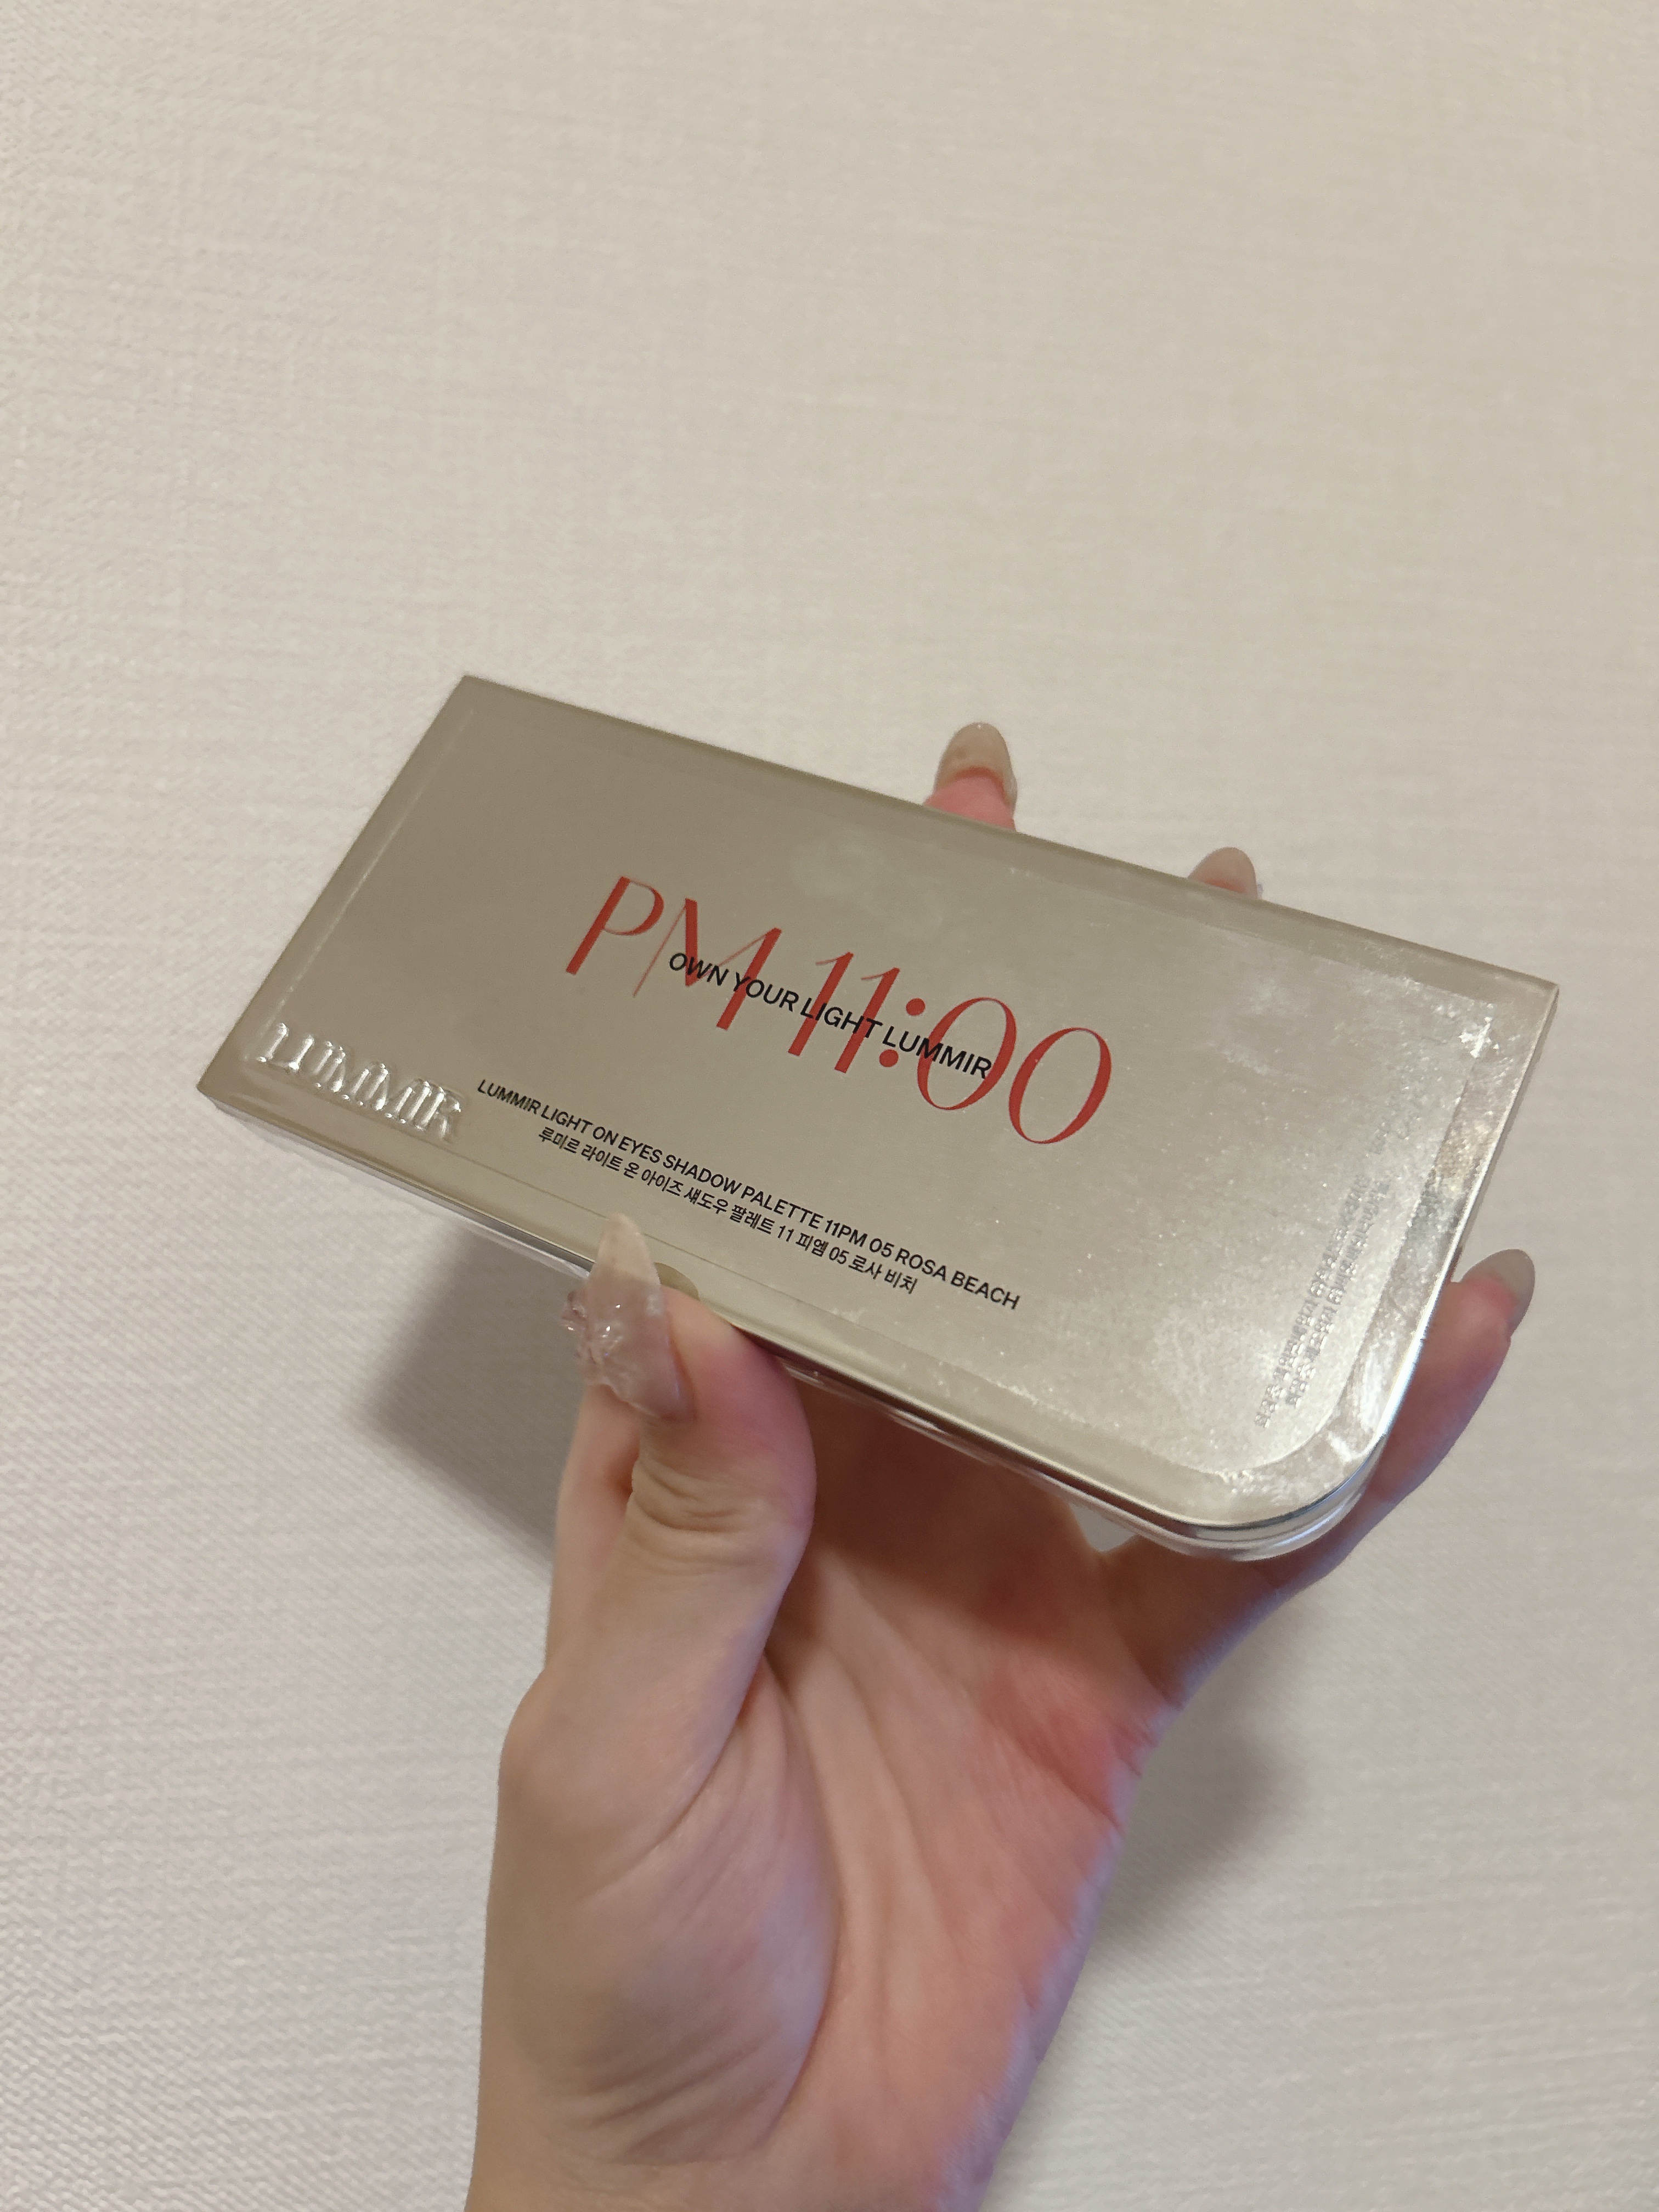 PM 11:00
OWN YOUR LIGHT LUMMIR
LUMMIR
LUMMIR LIGHT ON EYES SHADOW PALETTE 11PM 05 ROSA BEACH
루미르 라이트 온 아이즈 섀도우 팔레트 11 피엠 05 로사 비치